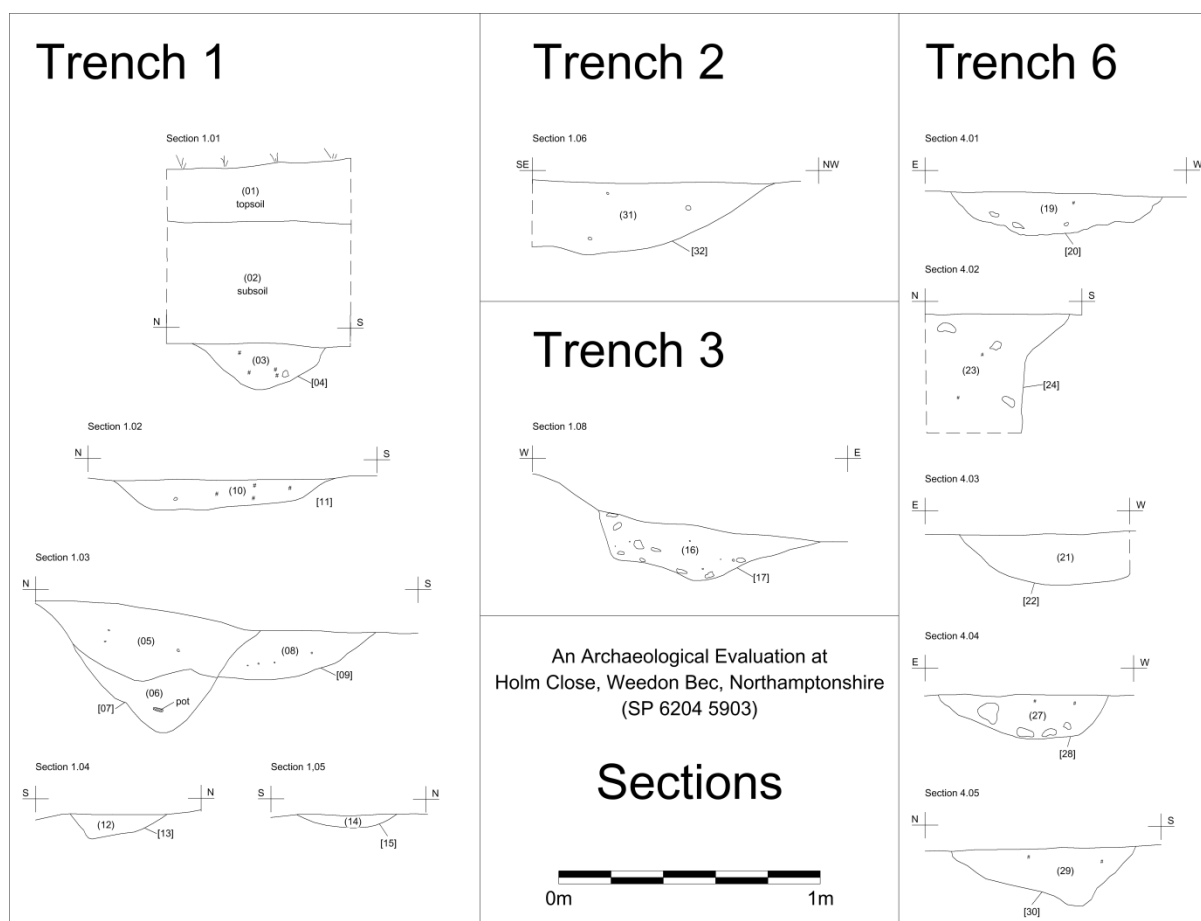 Trench 1
Section 1.01
(01)
topsoil
(02)
subsoil
N
S
(03)
[04]
Section 1.02
N
S
(10)
[11]
Section 1.03
N
S
(05)
(08)
[09]
(06)
[07]
pot
Section 1.04
S
N
(12)
[13]
Section 1,05
S
N
(14)
[15]
Trench 2
Section 1.06
SE
NW
(31)
[32]
Trench 3
Section 1.08
W
E
(16)
[17]
An Archaeological Evaluation at
Holm Close, Weedon Bec, Northamptonshire
(SP 6204 5903)
Sections
0m
1m
Trench 6
Section 4.01
E
W
(19)
[20]
Section 4.02
N
S
(23)
[24]
Section 4.03
E
W
(21)
[22]
Section 4.04
E
W
(27)
[28]
Section 4.05
N
S
(29)
[30]